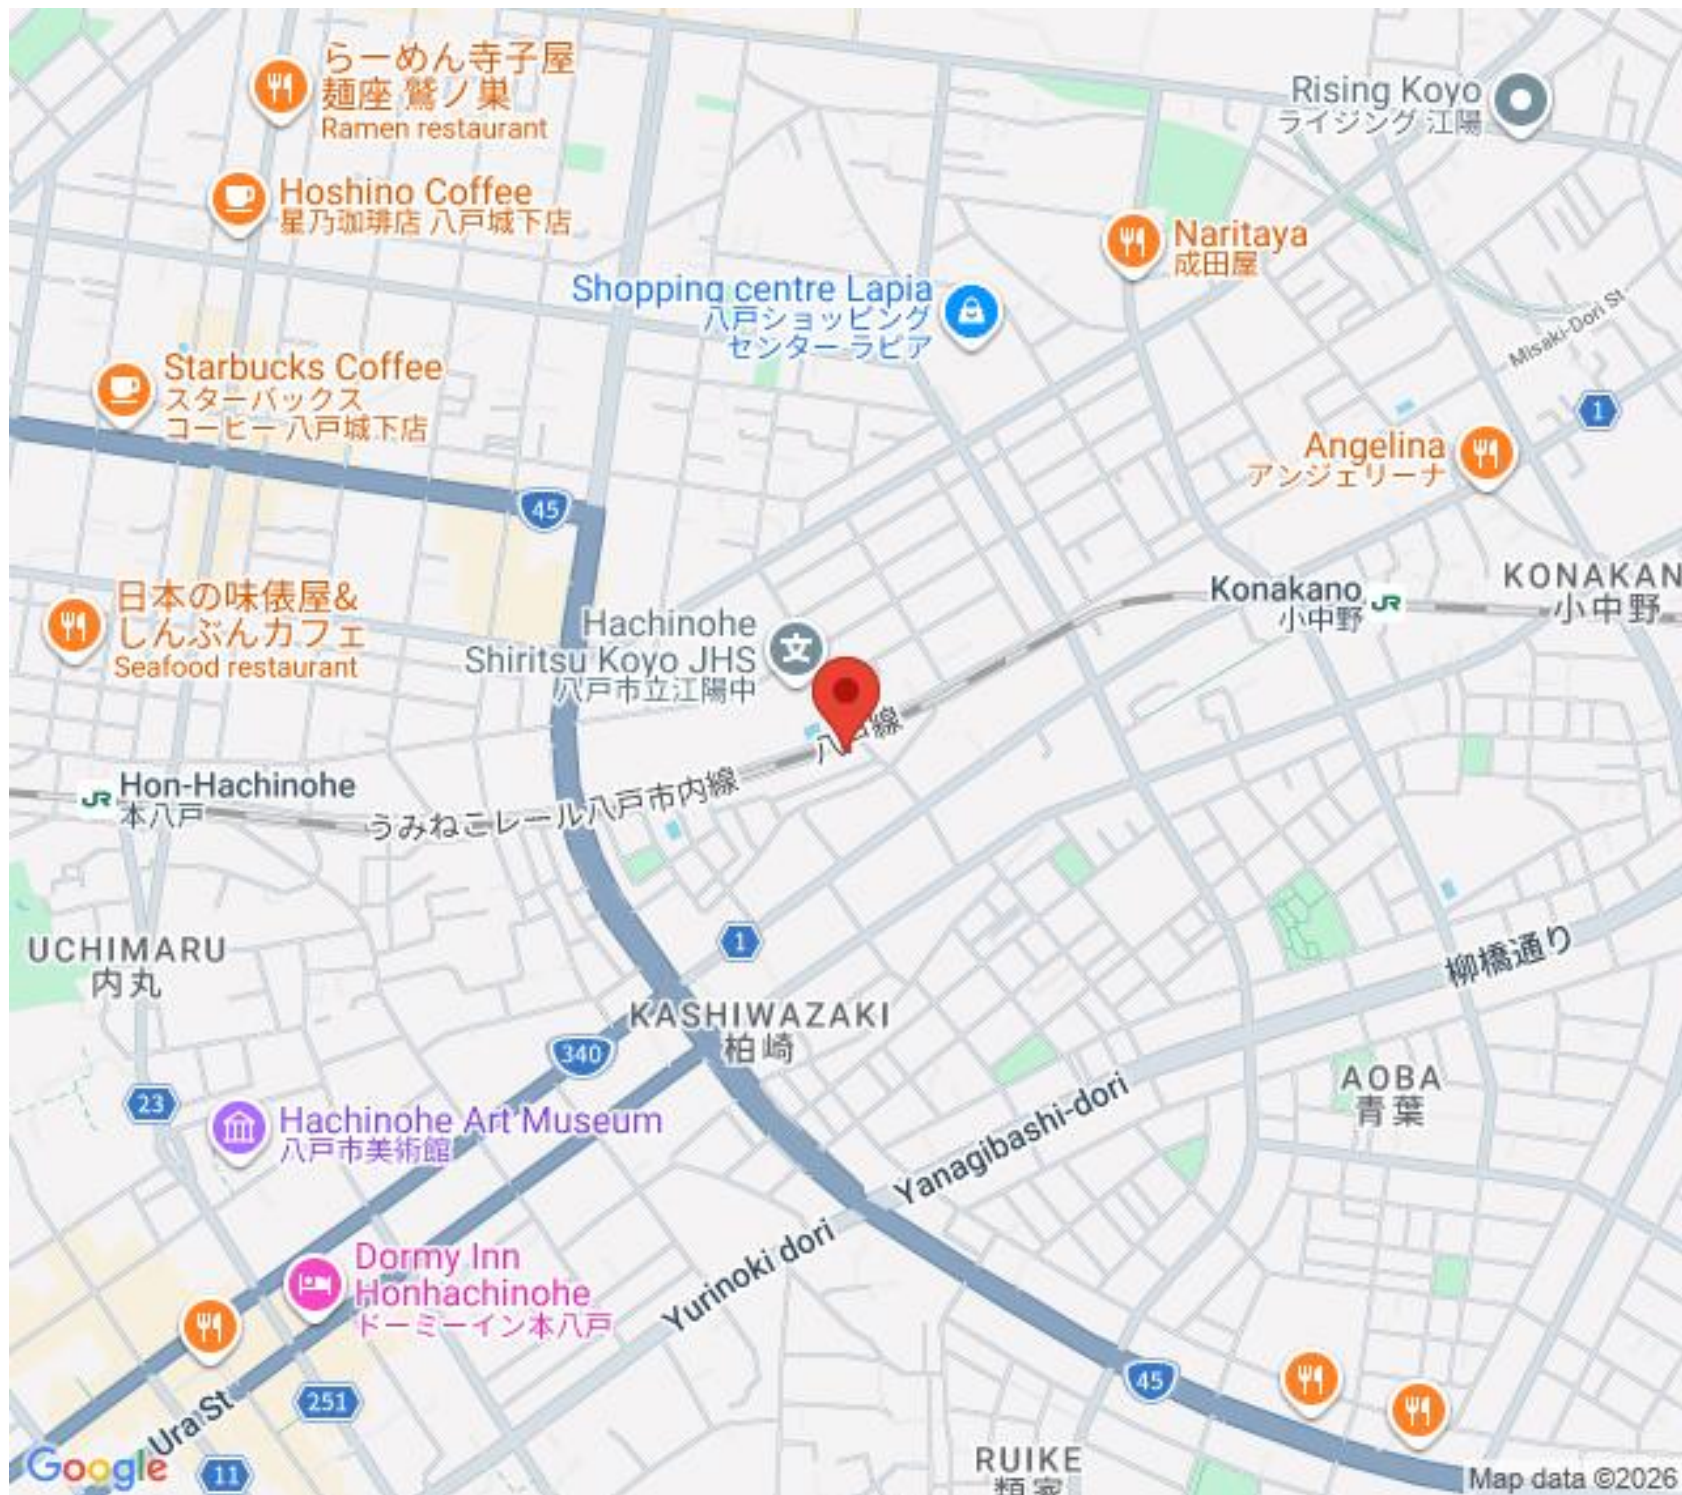 らーめん寺子屋
麺座 鷲ノ巣
Ramen restaurant
Rising Koyo
ライジング 江陽
Hoshino Coffee
星乃珈琲店 八戸城下店
Naritaya
成田屋
Shopping centre Lapia
八戸ショッピング
センター ラピア
Misaki-Dori St
Starbucks Coffee
スターバックス
コーヒー 八戸城下店
1
Angelina
アンジェリーナ
45
Konakano
小中野
KONAKAN
小中野
日本の味俵屋&
しんぶんカフェ
Seafood restaurant
Hachinohe
Shiritsu Koyo JHS
八戸市立江陽中
八戸線
うみねこレール八戸市内線
Hon-Hachinohe
本八戸
UCHIMARU
内丸
1
柳橋通り
KASHIWAZAKI
柏崎
340
23
AOBA
青葉
Hachinohe Art Museum
八戸市美術館
Yanagibashi-dori
Yurinoki dori
Dormy Inn
Honhachinohe
ドーミーイン本八戸
45
251
Ura St
11
RUIKE
類家
Google
Map data ©2026